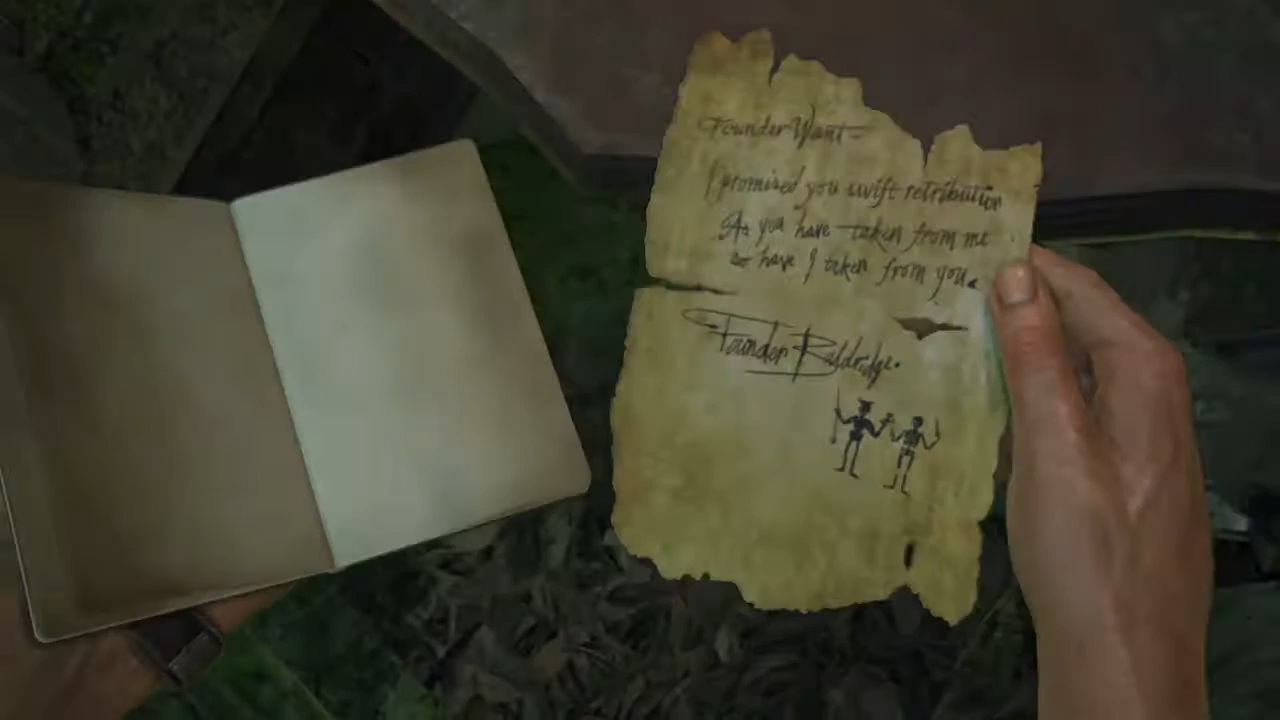 Founder Want—
I promised you swift retribution
As you have taken from me
so have I taken from you.
Founder Baldridge.